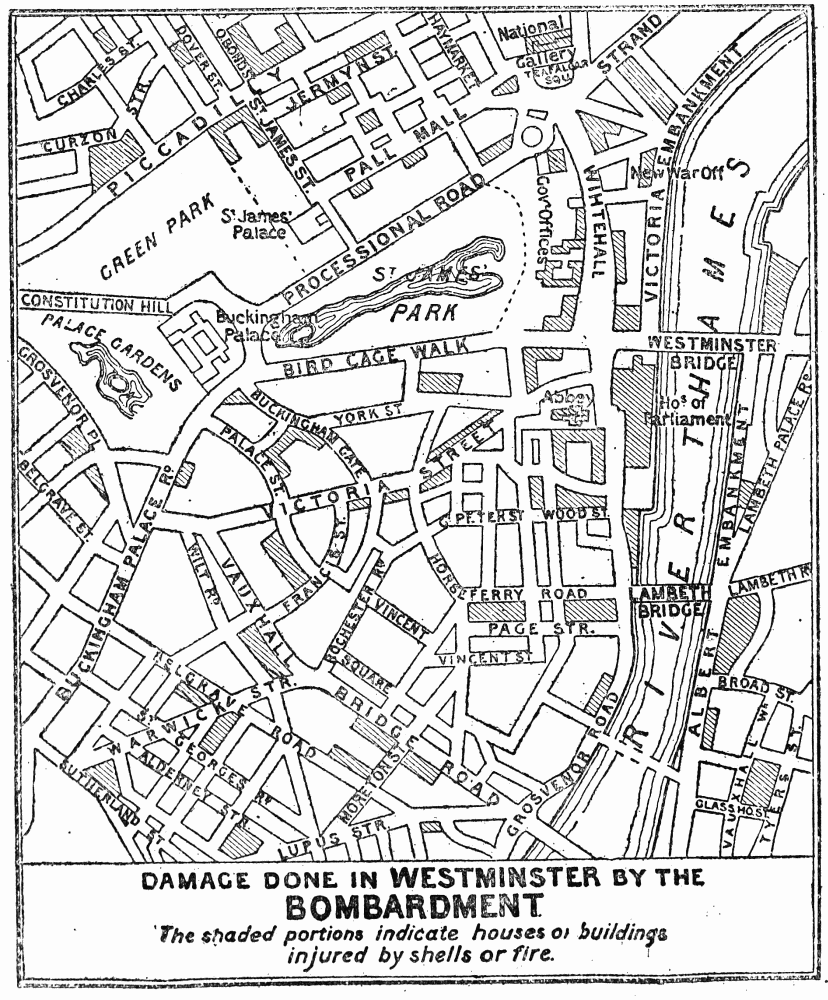 National
Gallery
TRAFALGAR
SQU
STRAND
HAYMARKET
O. BOND S.
DOVER ST.
CHARLES ST.
STR.
JERMYN ST.
CURZON
PICCADILLY
ST. JAMES ST.
PALL MALL
VICTORIA EMBANKMENT
New War Off
WIHTEHALL
Gov. Offices
GREEN PARK
St. James'
Palace
PROCESSIONAL ROAD
ST JAMES'
PARK
CONSTITUTION HILL
Buckingham
Palace
PALACE GARDENS
BIRD CAGE WALK
WESTMINSTER
BRIDGE
GROSVENOR Pl.
BUCKINGHAM GATE
YORK ST
Abbey
Hos of
Parliament
RIVER THAMES
LAMBETH PALACE RD
PALACE ST.
VICTORIA STREET
BELGRAVE ST.
BUCKINGHAM PALACE RD
G. PETER ST
WOOD ST.
ALBERT EMBANKMENT
WILT RD
VAUXHALL
BRIDGE
ROAD
FRANCIS ST.
ROCHESTER RW
VINCENT
SQUARE
HORSEFERRY ROAD
LAMBETH
BRIDGE
LAMBETH RD
PAGE STR.
VINCENT ST
BELGRAVE
ROAD
WARWICK STR.
ST. GEORGES RD
ALDERNEY STR.
SUTHERLAND ST
LUPUS STR.
MORETON ST
GROSVENOR ROAD
BROAD ST.
VAUXHALL WK
GLASSHO. ST
TYERS ST.
DAMAGE DONE IN WESTMINSTER BY THE
BOMBARDMENT
The shaded portions indicate houses or buildings
injured by shells or fire.